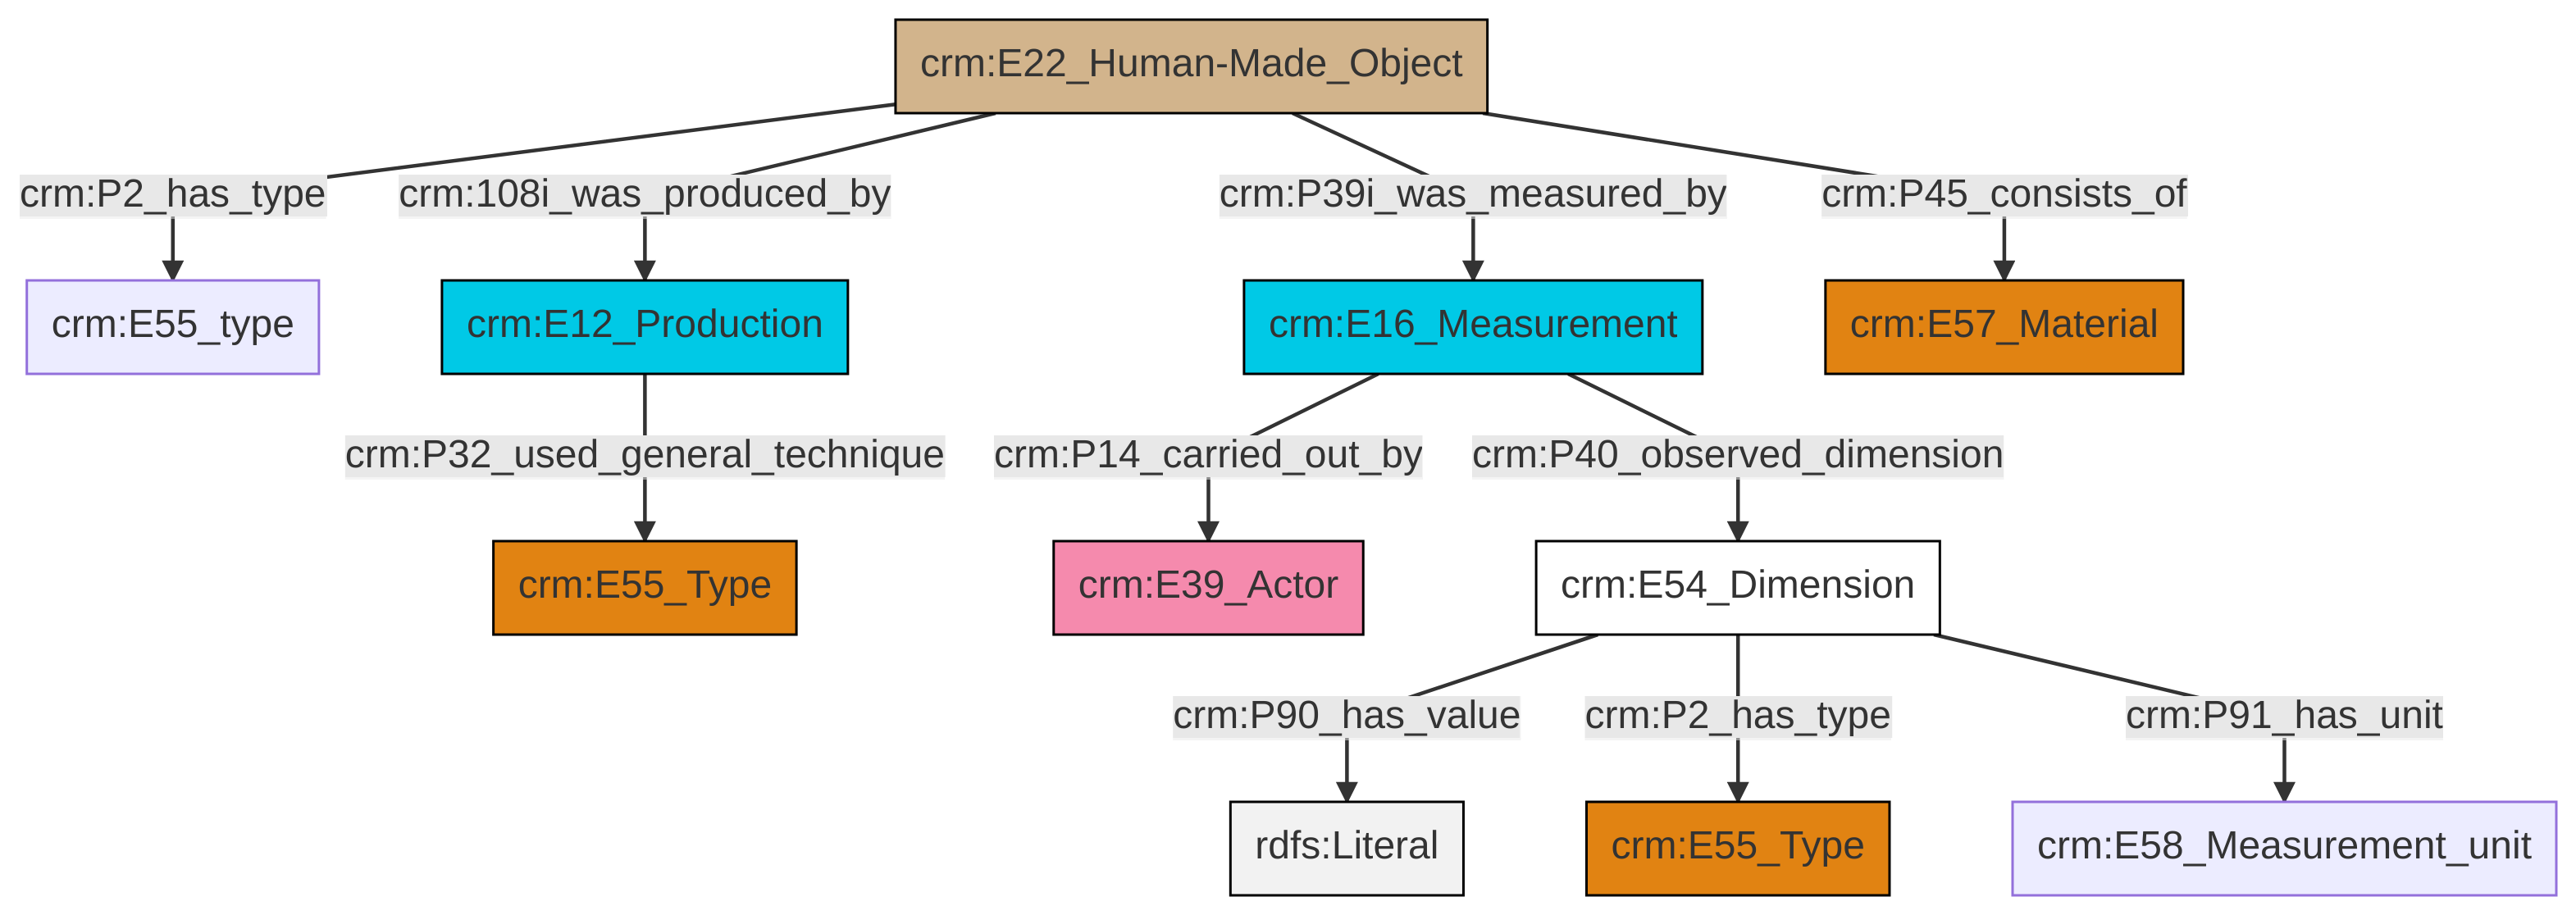 crm:E22_Human-Made_Object
crm:P2_has_type
crm:108i_was_produced_by
crm:P39i_was_measured_by
crm:P45_consists_of
crm:E55_type
crm:E12_Production
crm:E16_Measurement
crm:E57_Material
crm:P32_used_general_technique
crm:P14_carried_out_by
crm:P40_observed_dimension
crm:E55_Type
crm:E39_Actor
crm:E54_Dimension
crm:P90_has_value
crm:P2_has_type
crm:P91_has_unit
rdfs:Literal
crm:E55_Type
crm:E58_Measurement_unit